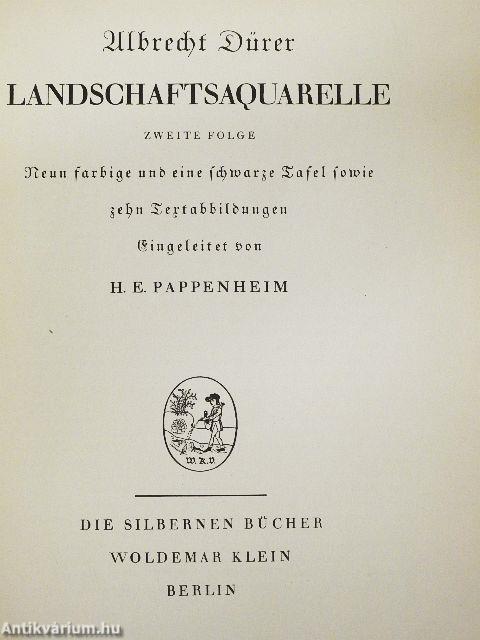 Albrecht Dürer
LANDSCHAFTSAQUARELLE
ZWEITE FOLGE
Neun farbige und eine schwarze Tafel sowie
zehn Textabbildungen
Eingeleitet von
H. E. PAPPENHEIM
W. K. V.
DIE SILBERNEN BÜCHER
WOLDEMAR KLEIN
BERLIN
Antikvárium.hu